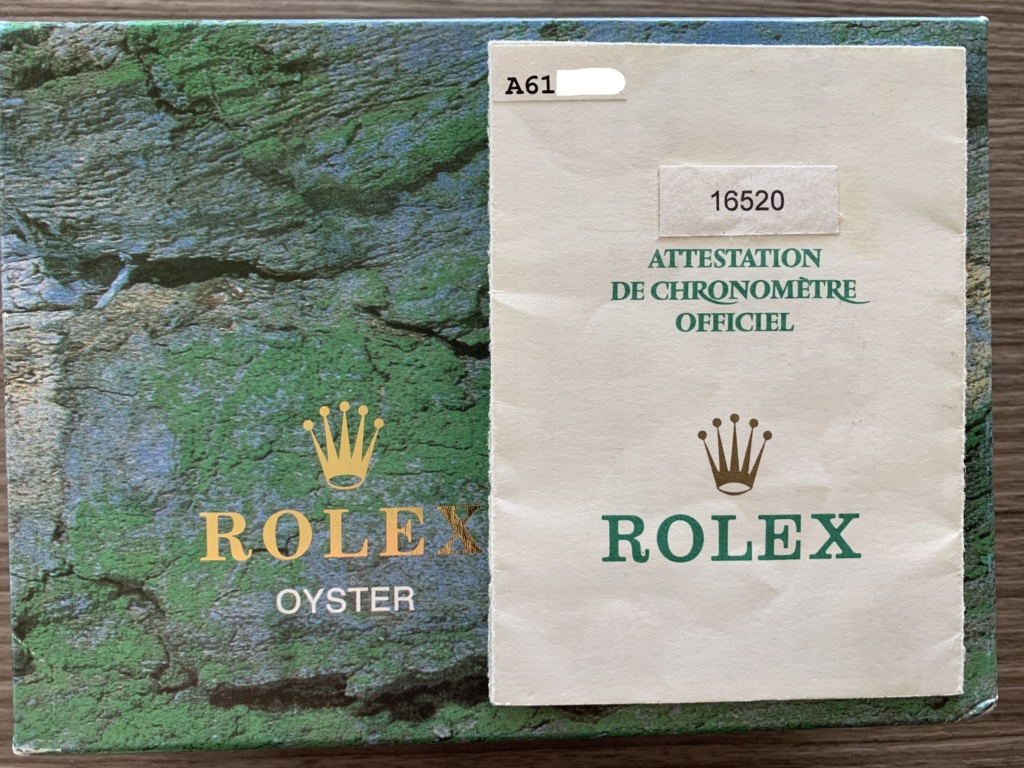 A61
16520
ATTESTATION
DE CHRONOMÈTRE
OFFICIEL
ROLEX
ROLEX
OYSTER